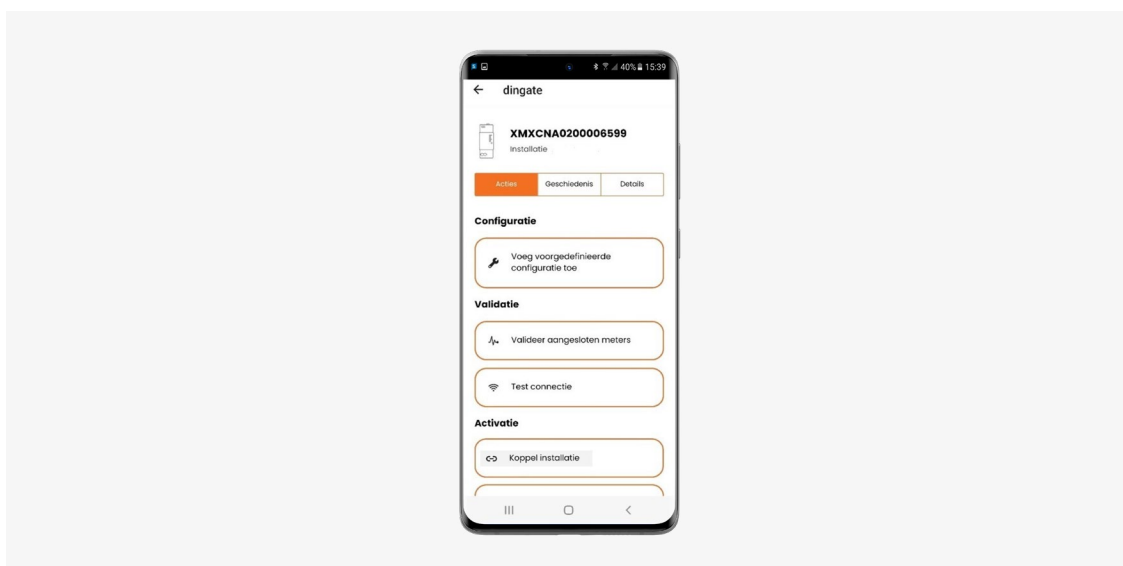 40% 15:39
dingate
XMXCNA0200006599
Installatie
Acties Geschiedenis Details
Configuratie
Voeg voorgedefinieerde
configuratie toe
Validatie
Valideer aangesloten meters
Test connectie
Activatie
Koppel installatie